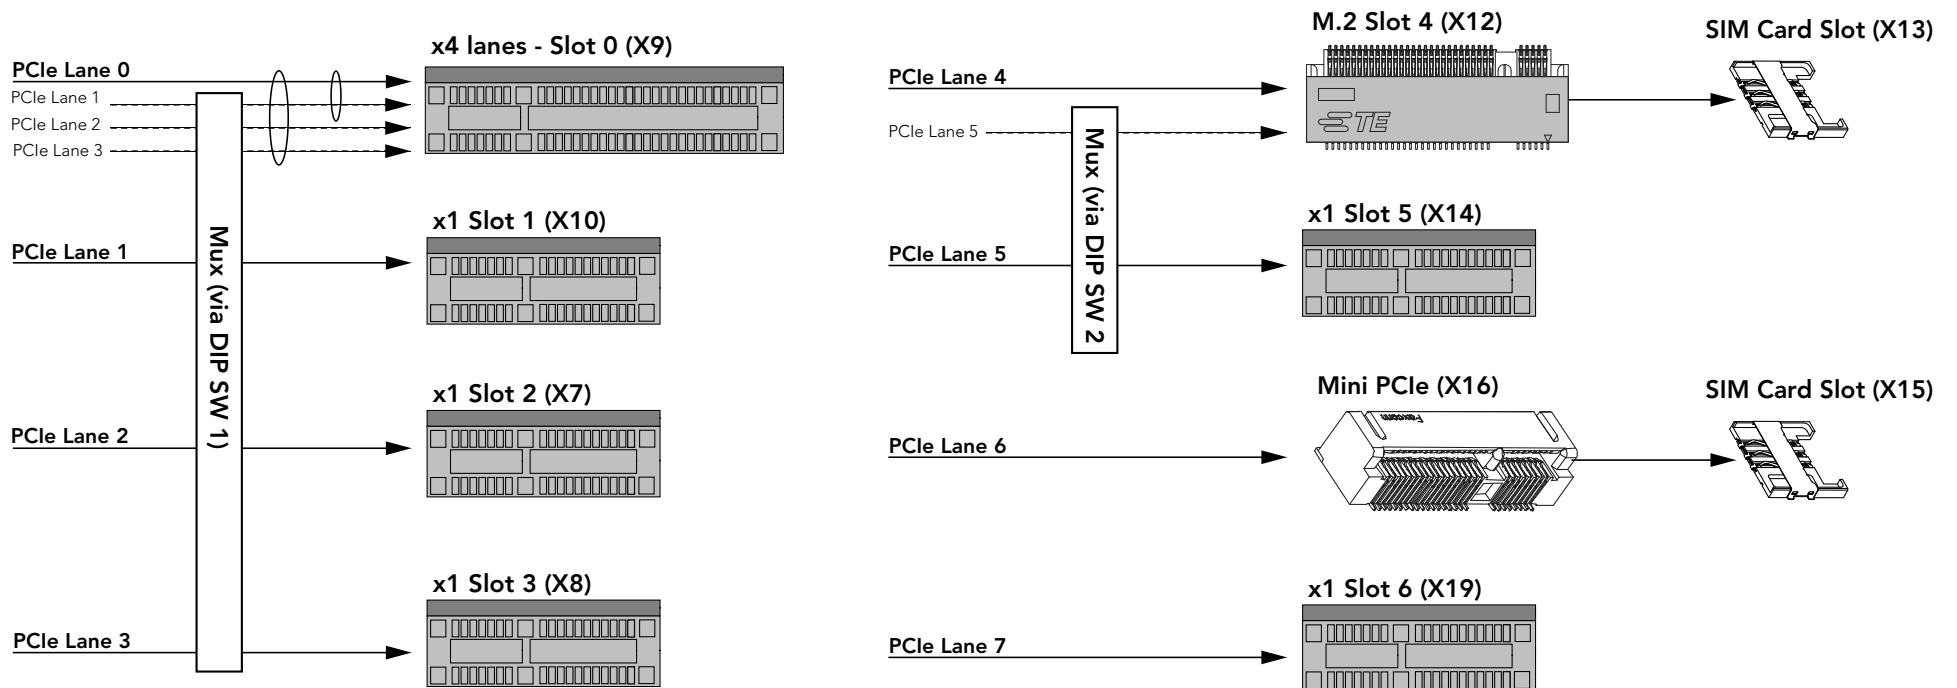 x4 lanes - Slot 0 (X9)
PCIe Lane 0
PCIe Lane 1
PCIe Lane 2
PCIe Lane 3
x1 Slot 1 (X10)
PCIe Lane 1
Mux (via DIP SW 1)
x1 Slot 2 (X7)
PCIe Lane 2
x1 Slot 3 (X8)
PCIe Lane 3
M.2 Slot 4 (X12)
SIM Card Slot (X13)
PCIe Lane 4
PCIe Lane 5
TE
Mux (via DIP SW 2
x1 Slot 5 (X14)
PCIe Lane 5
Mini PCIe (X16)
SIM Card Slot (X15)
Foxconn
PCIe Lane 6
x1 Slot 6 (X19)
PCIe Lane 7